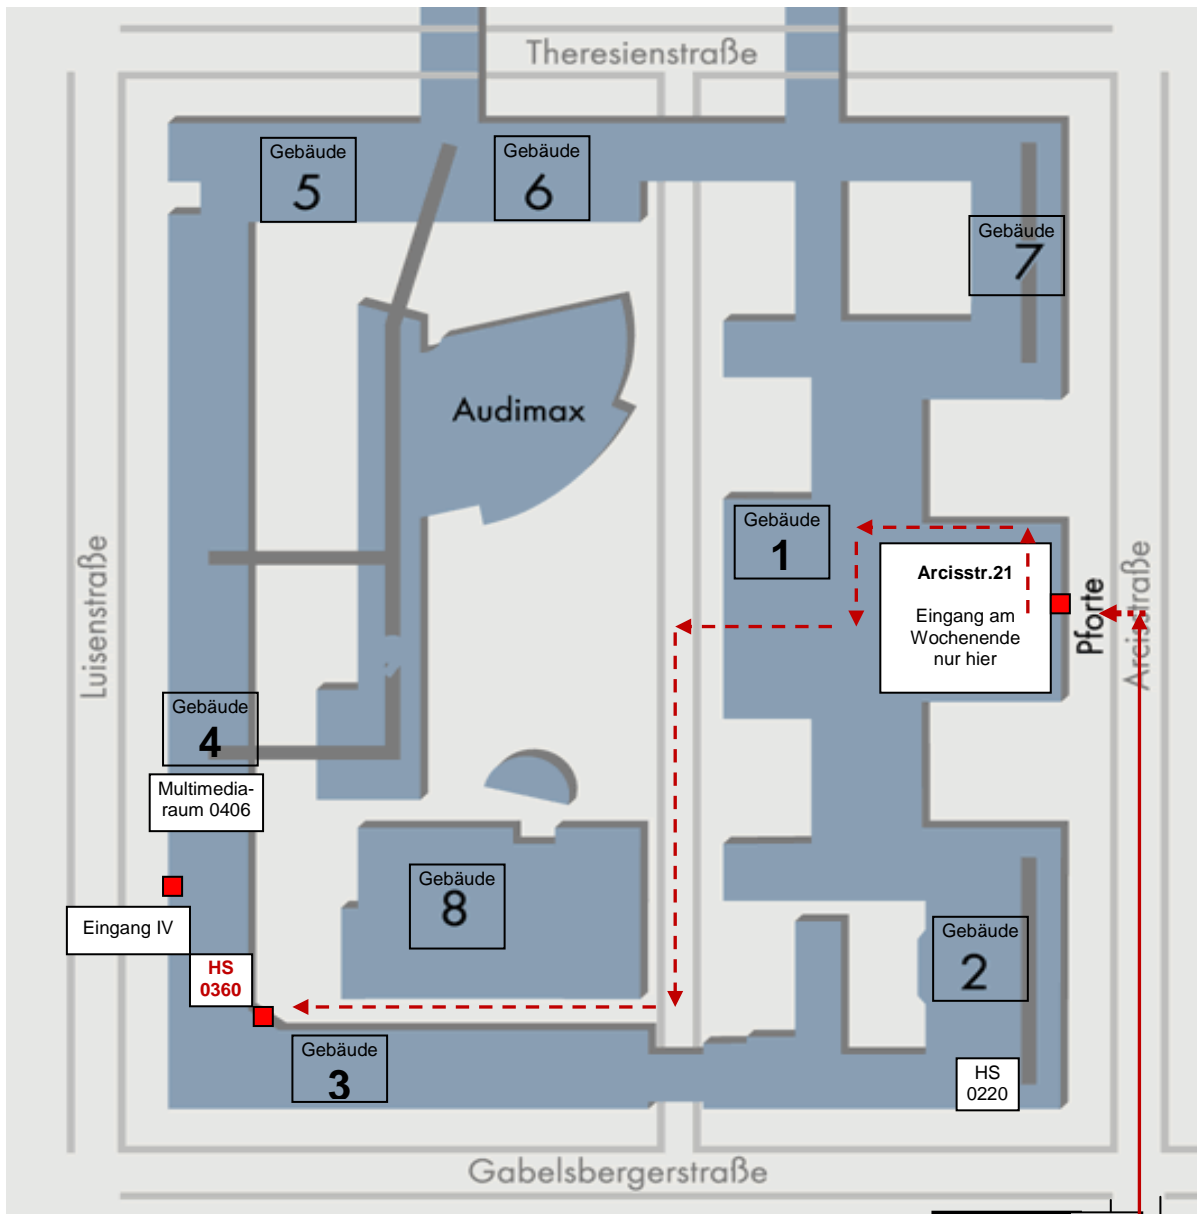 Theresienstraße
Gebäude
5
Gebäude
6
Gebäude
7
Audimax
Gebäude
1
Arcisstr.21
Eingang am
Wochenende
nur hier
Pforte
Arcisstraße
Luisenstraße
Gebäude
4
Multimedia-
raum 0406
Gebäude
8
Eingang IV
Gebäude
2
HS
0360
Gebäude
3
HS
0220
Gabelsbergerstraße